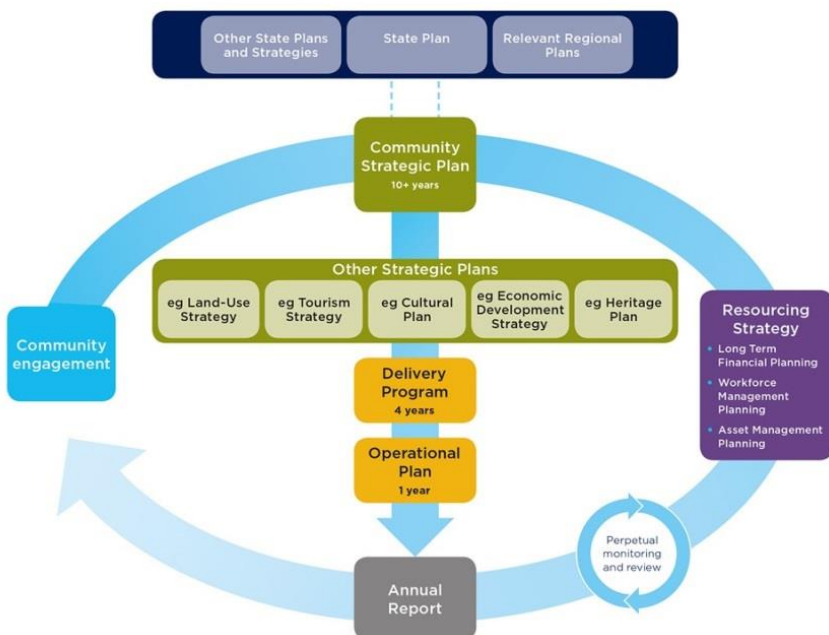 Other State Plans
and Strategies
State Plan
Relevant Regional
Plans
Community
Strategic Plan
10+ years
Other Strategic Plans
eg Land-Use
Strategy
eg Tourism
Strategy
eg Cultural
Plan
eg Economic
Development
Strategy
eg Heritage
Plan
Community
engagement
Resourcing
Strategy
• Long Term
Financial Planning
• Workforce
Management
Planning
• Asset Management
Planning
Delivery
Program
4 years
Operational
Plan
1 year
Perpetual
monitoring
and review
Annual
Report